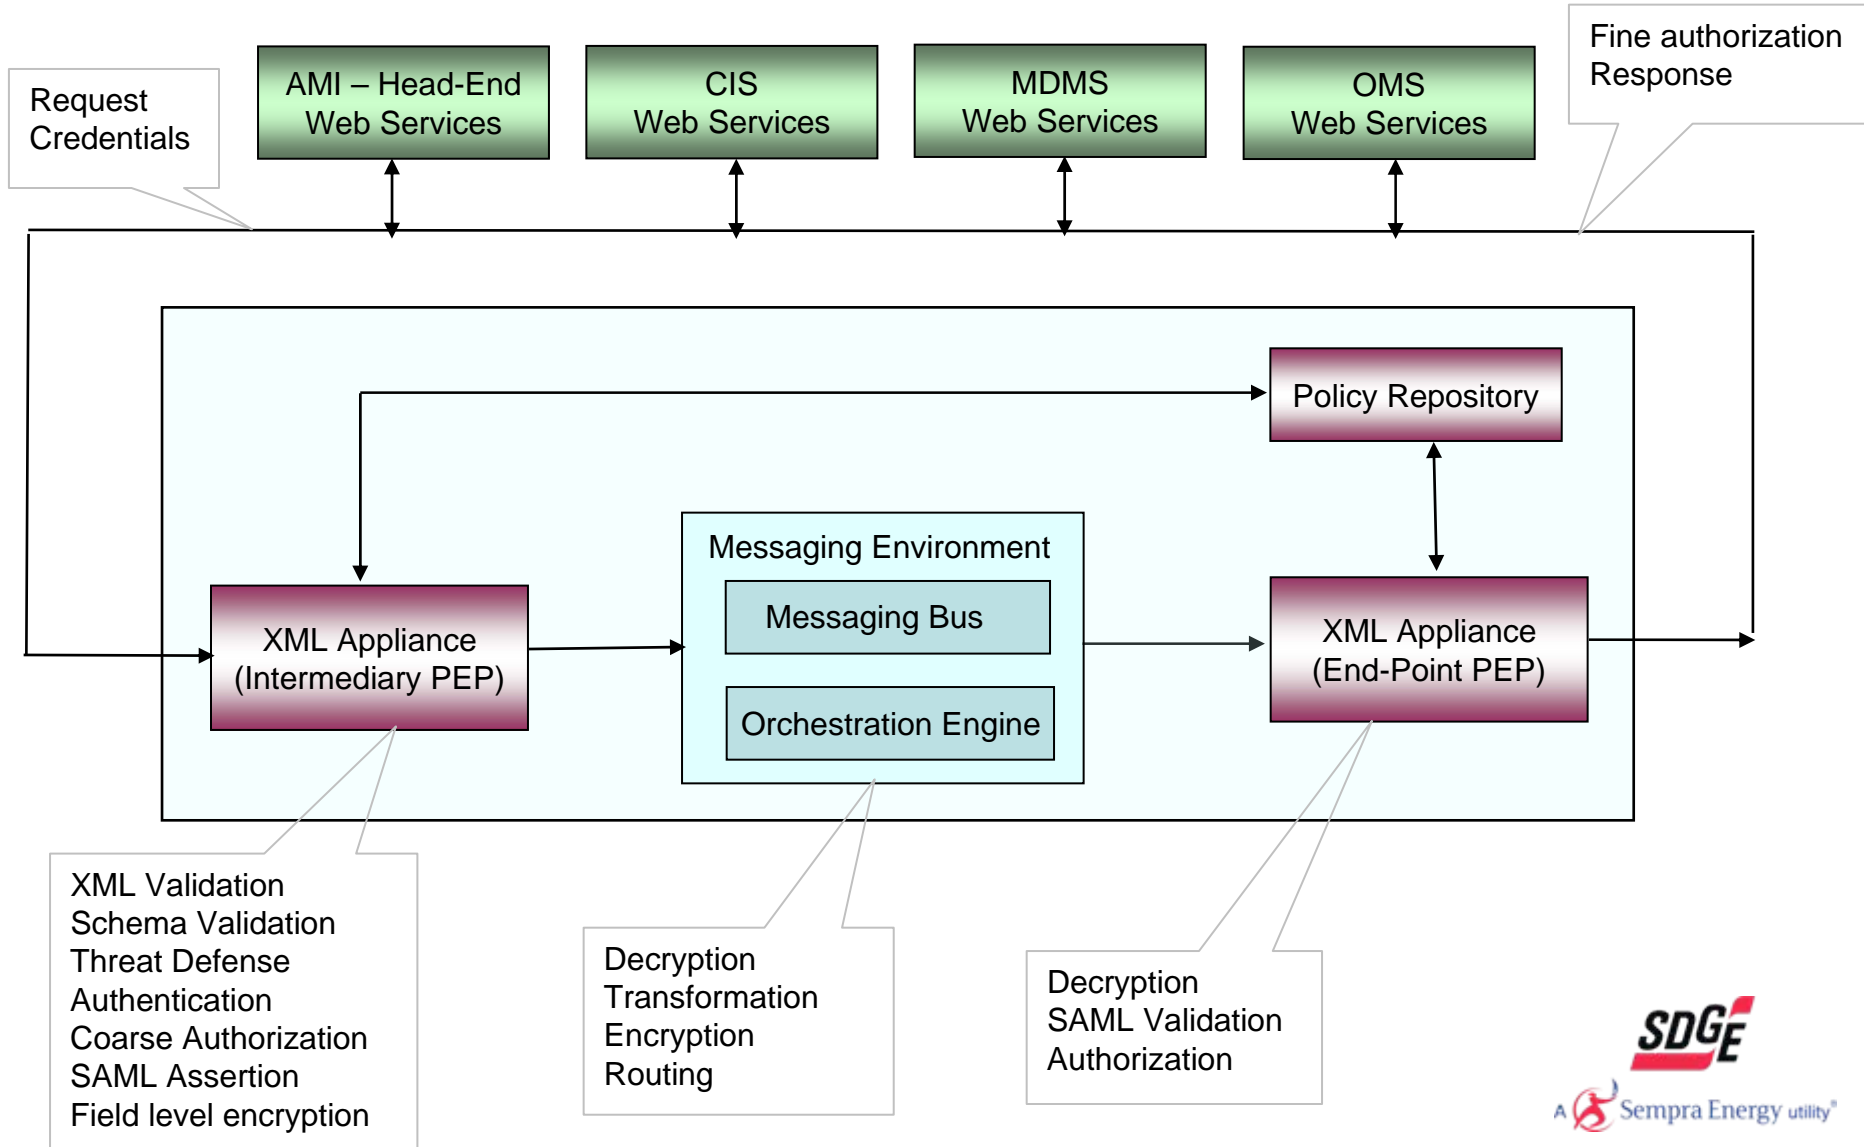 Request
Credentials
AMI – Head-End
Web Services
CIS
Web Services
MDMS
Web Services
OMS
Web Services
Fine authorization
Response
Policy Repository
Messaging Environment
Messaging Bus
Orchestration Engine
XML Appliance
(Intermediary PEP)
XML Appliance
(End-Point PEP)
XML Validation
Schema Validation
Threat Defense
Authentication
Coarse Authorization
SAML Assertion
Field level encryption
Decryption
Transformation
Encryption
Routing
Decryption
SAML Validation
Authorization
SDGE
A Sempra Energy utility®